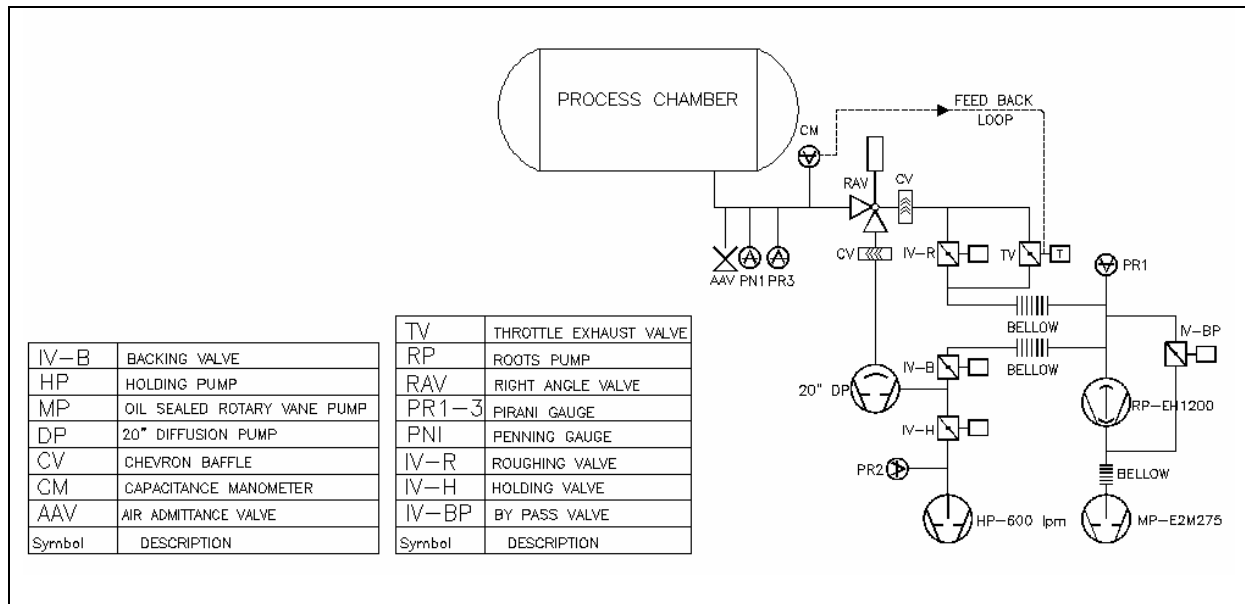 PROCESS CHAMBER
FEED BACK
LOOP
CM
RAV
CV
CV
IV-R
TV
T
PR1
AAV
PN1
PR3
BELLOW
IV-BP
BELLOW
IV-B
20" DP
RP-EH1200
IV-H
PR2
BELLOW
HP-600 lpm
MP-E2M275
IV-B BACKING VALVE
HP HOLDING PUMP
MP OIL SEALED ROTARY VANE PUMP
DP 20" DIFFUSION PUMP
CV CHEVRON BAFFLE
CM CAPACITANCE MANOMETER
AAV AIR ADMITTANCE VALVE
Symbol DESCRIPTION
TV THROTTLE EXHAUST VALVE
RP ROOTS PUMP
RAV RIGHT ANGLE VALVE
PR1-3 PIRANI GAUGE
PNI PENNING GAUGE
IV-R ROUGHING VALVE
IV-H HOLDING VALVE
IV-BP BY PASS VALVE
Symbol DESCRIPTION